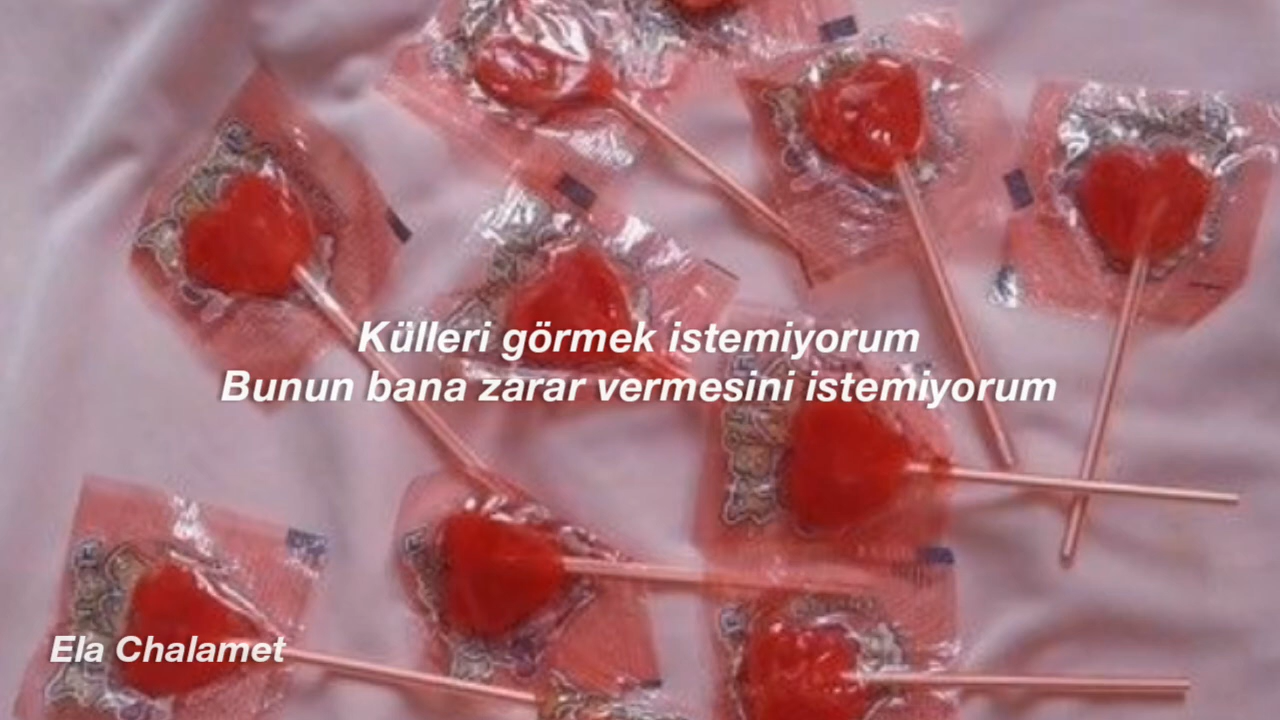 Külleri görmek istemiyorum
Bunun bana zarar vermesini istemiyorum
Ela Chalamet